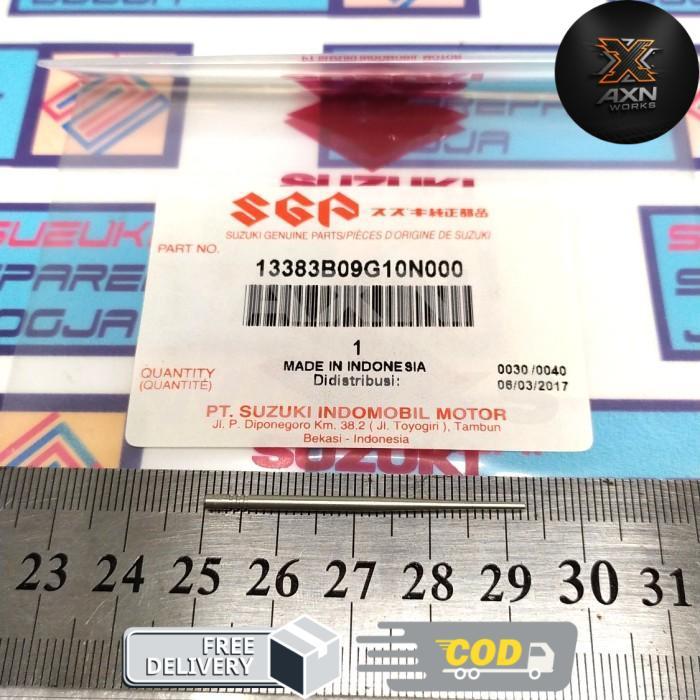 AXN
WORKS
SUZUKI
SGP スズキ純正部品
SUZUKI GENUINE PARTS/PIÈCES D'ORIGINE DE SUZUKI
PART NO.
13383B09G10N000
1
QUANTITY
(QUANTITÉ)
MADE IN INDONESIA
Didistribusi:
0030 /0040
06/03/2017
PT. SUZUKI INDOMOBIL MOTOR
Jl. P. Diponegoro Km. 38.2 ( Jl. Toyogiri ), Tambun
Bekasi - Indonesia
SUZUKI
23 24 25 26 27 28 29 30 31
FREE
DELIVERY
COD